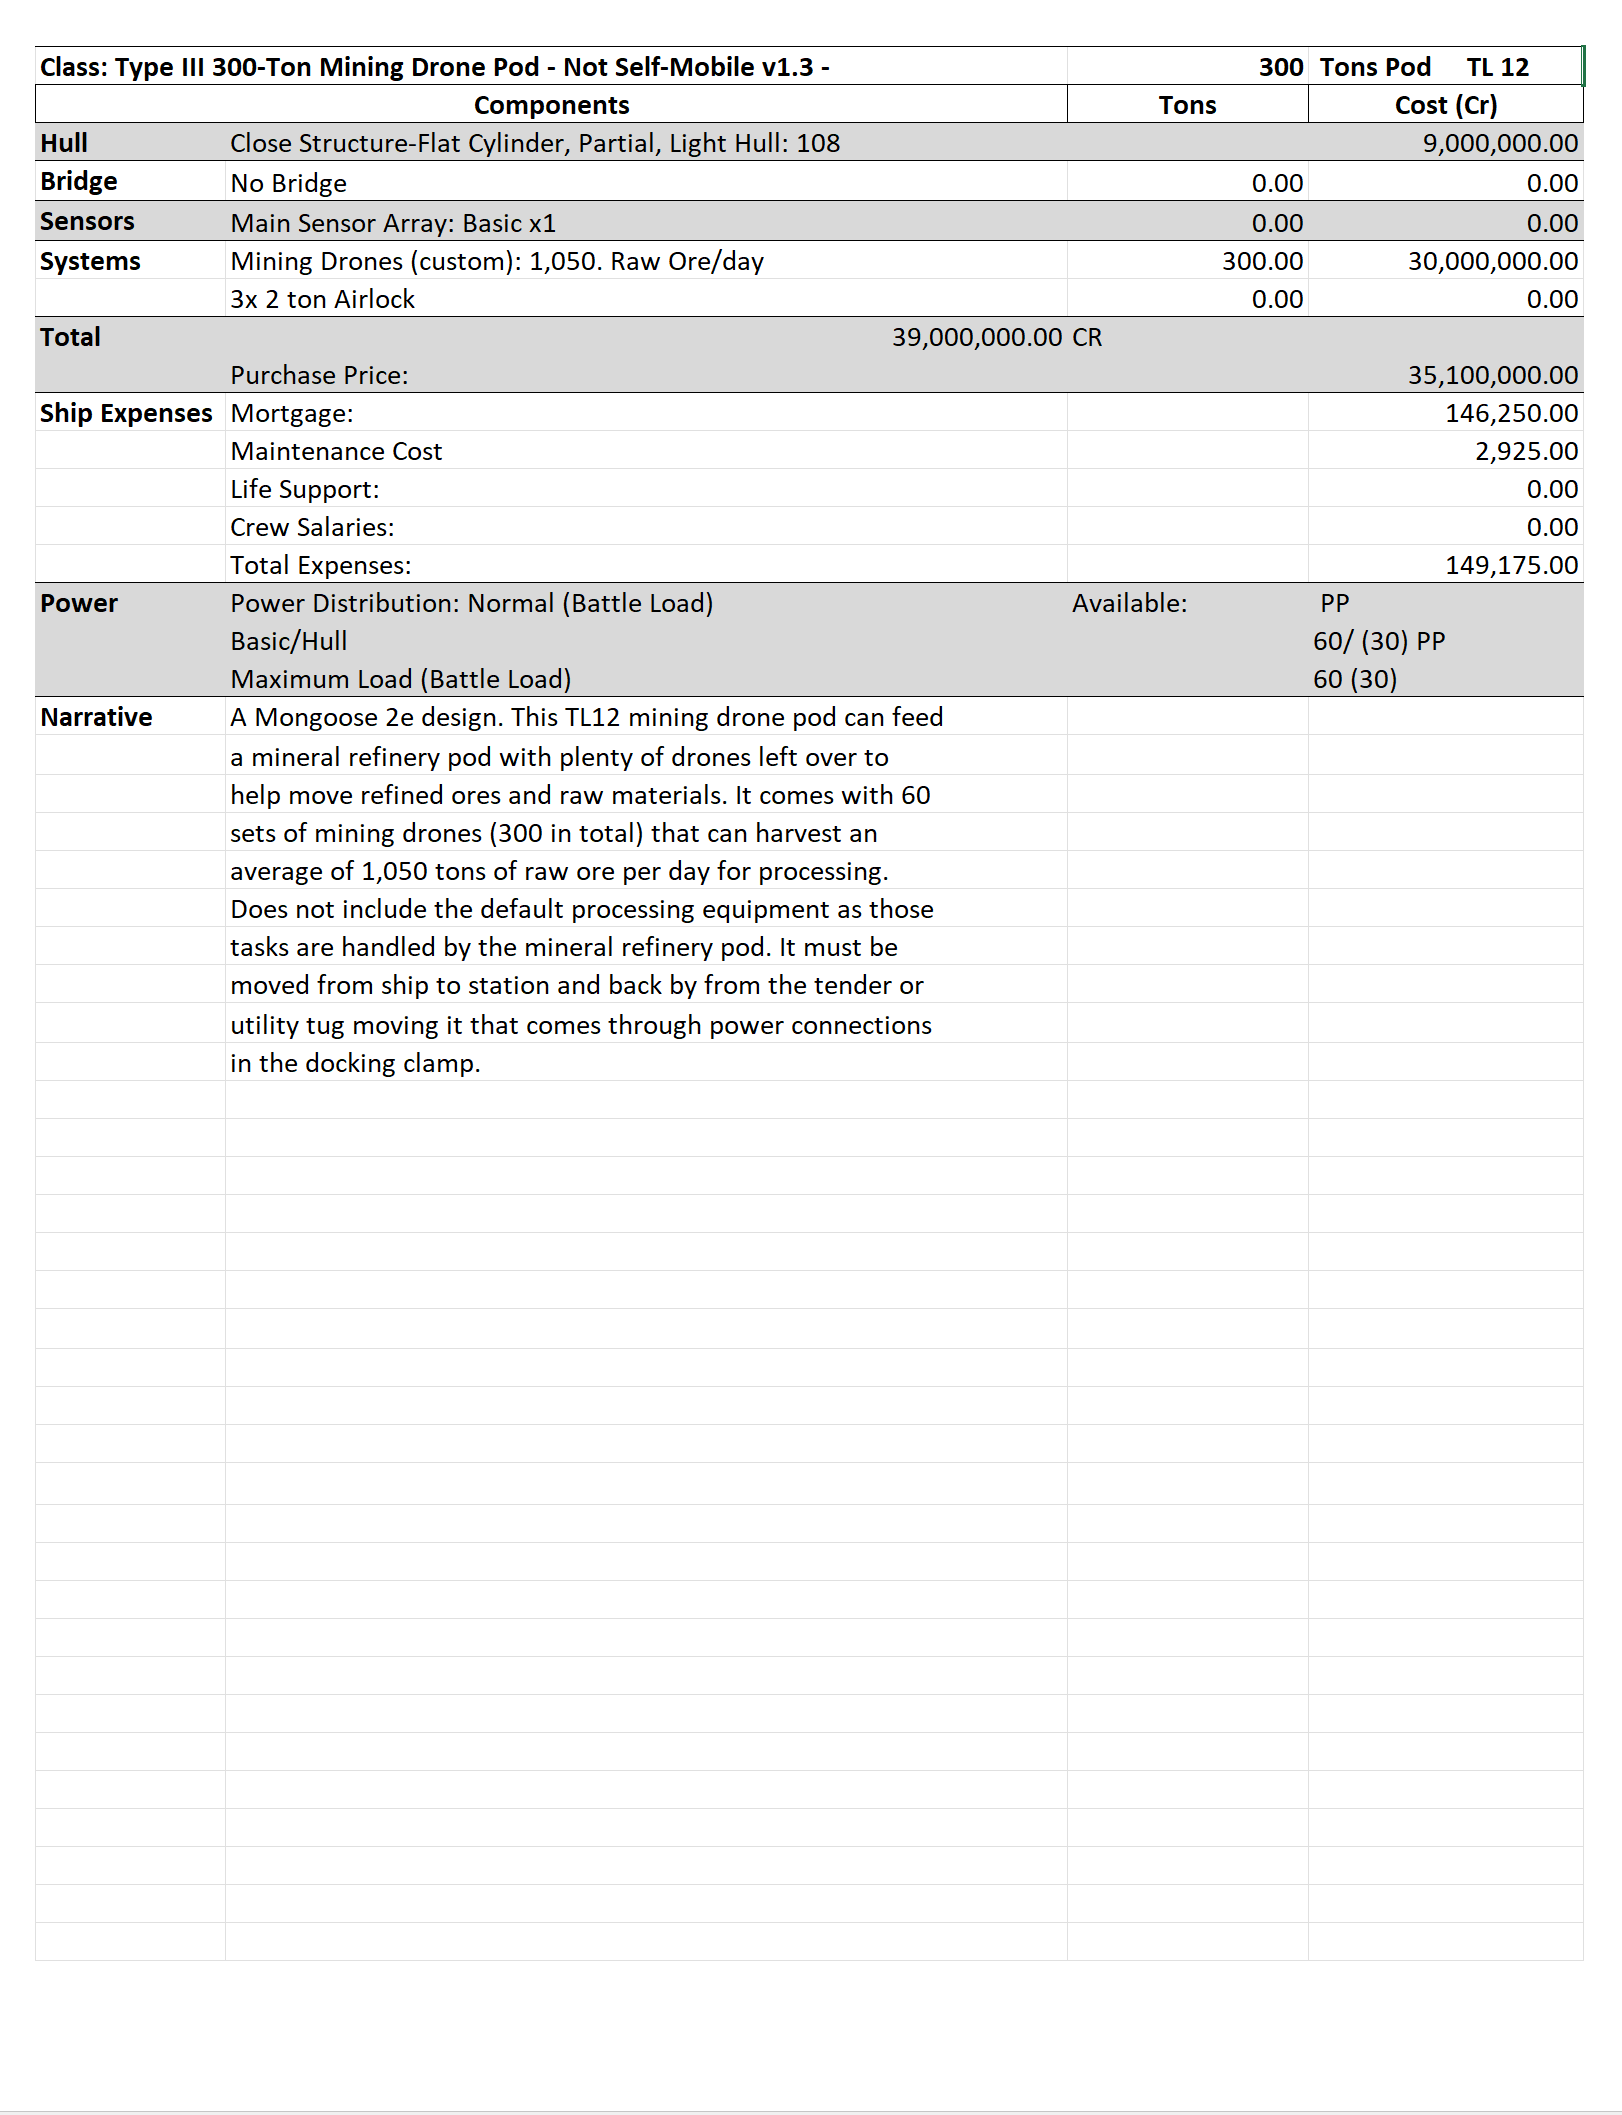 Class: Type III 300-Ton Mining Drone Pod - Not Self-Mobile v1.3 - 300 Tons Pod TL 12
Components Tons Cost (Cr)
Hull Close Structure-Flat Cylinder, Partial, Light Hull: 108 9,000,000.00
Bridge No Bridge 0.00 0.00
Sensors Main Sensor Array: Basic x1 0.00 0.00
Systems Mining Drones (custom): 1,050. Raw Ore/day 300.00 30,000,000.00
3x 2 ton Airlock 0.00 0.00
Total 39,000,000.00 CR
Purchase Price: 35,100,000.00
Ship Expenses Mortgage: 146,250.00
Maintenance Cost 2,925.00
Life Support: 0.00
Crew Salaries: 0.00
Total Expenses: 149,175.00
Power Power Distribution: Normal (Battle Load) Available: PP
Basic/Hull 60/ (30) PP
Maximum Load (Battle Load) 60 (30)
Narrative A Mongoose 2e design. This TL12 mining drone pod can feed
a mineral refinery pod with plenty of drones left over to
help move refined ores and raw materials. It comes with 60
sets of mining drones (300 in total) that can harvest an
average of 1,050 tons of raw ore per day for processing.
Does not include the default processing equipment as those
tasks are handled by the mineral refinery pod. It must be
moved from ship to station and back by from the tender or
utility tug moving it that comes through power connections
in the docking clamp.